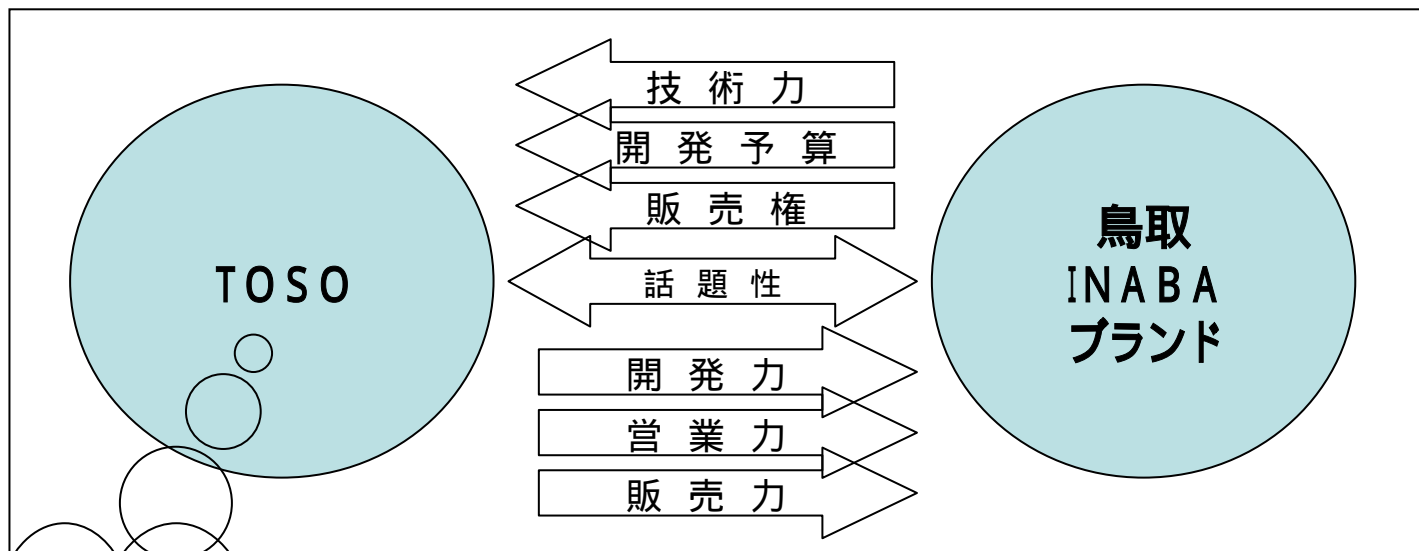 技術力
開発予算
販売権
TOSO
話題性
鳥取
INABA
ブランド
開発力
営業力
販売力